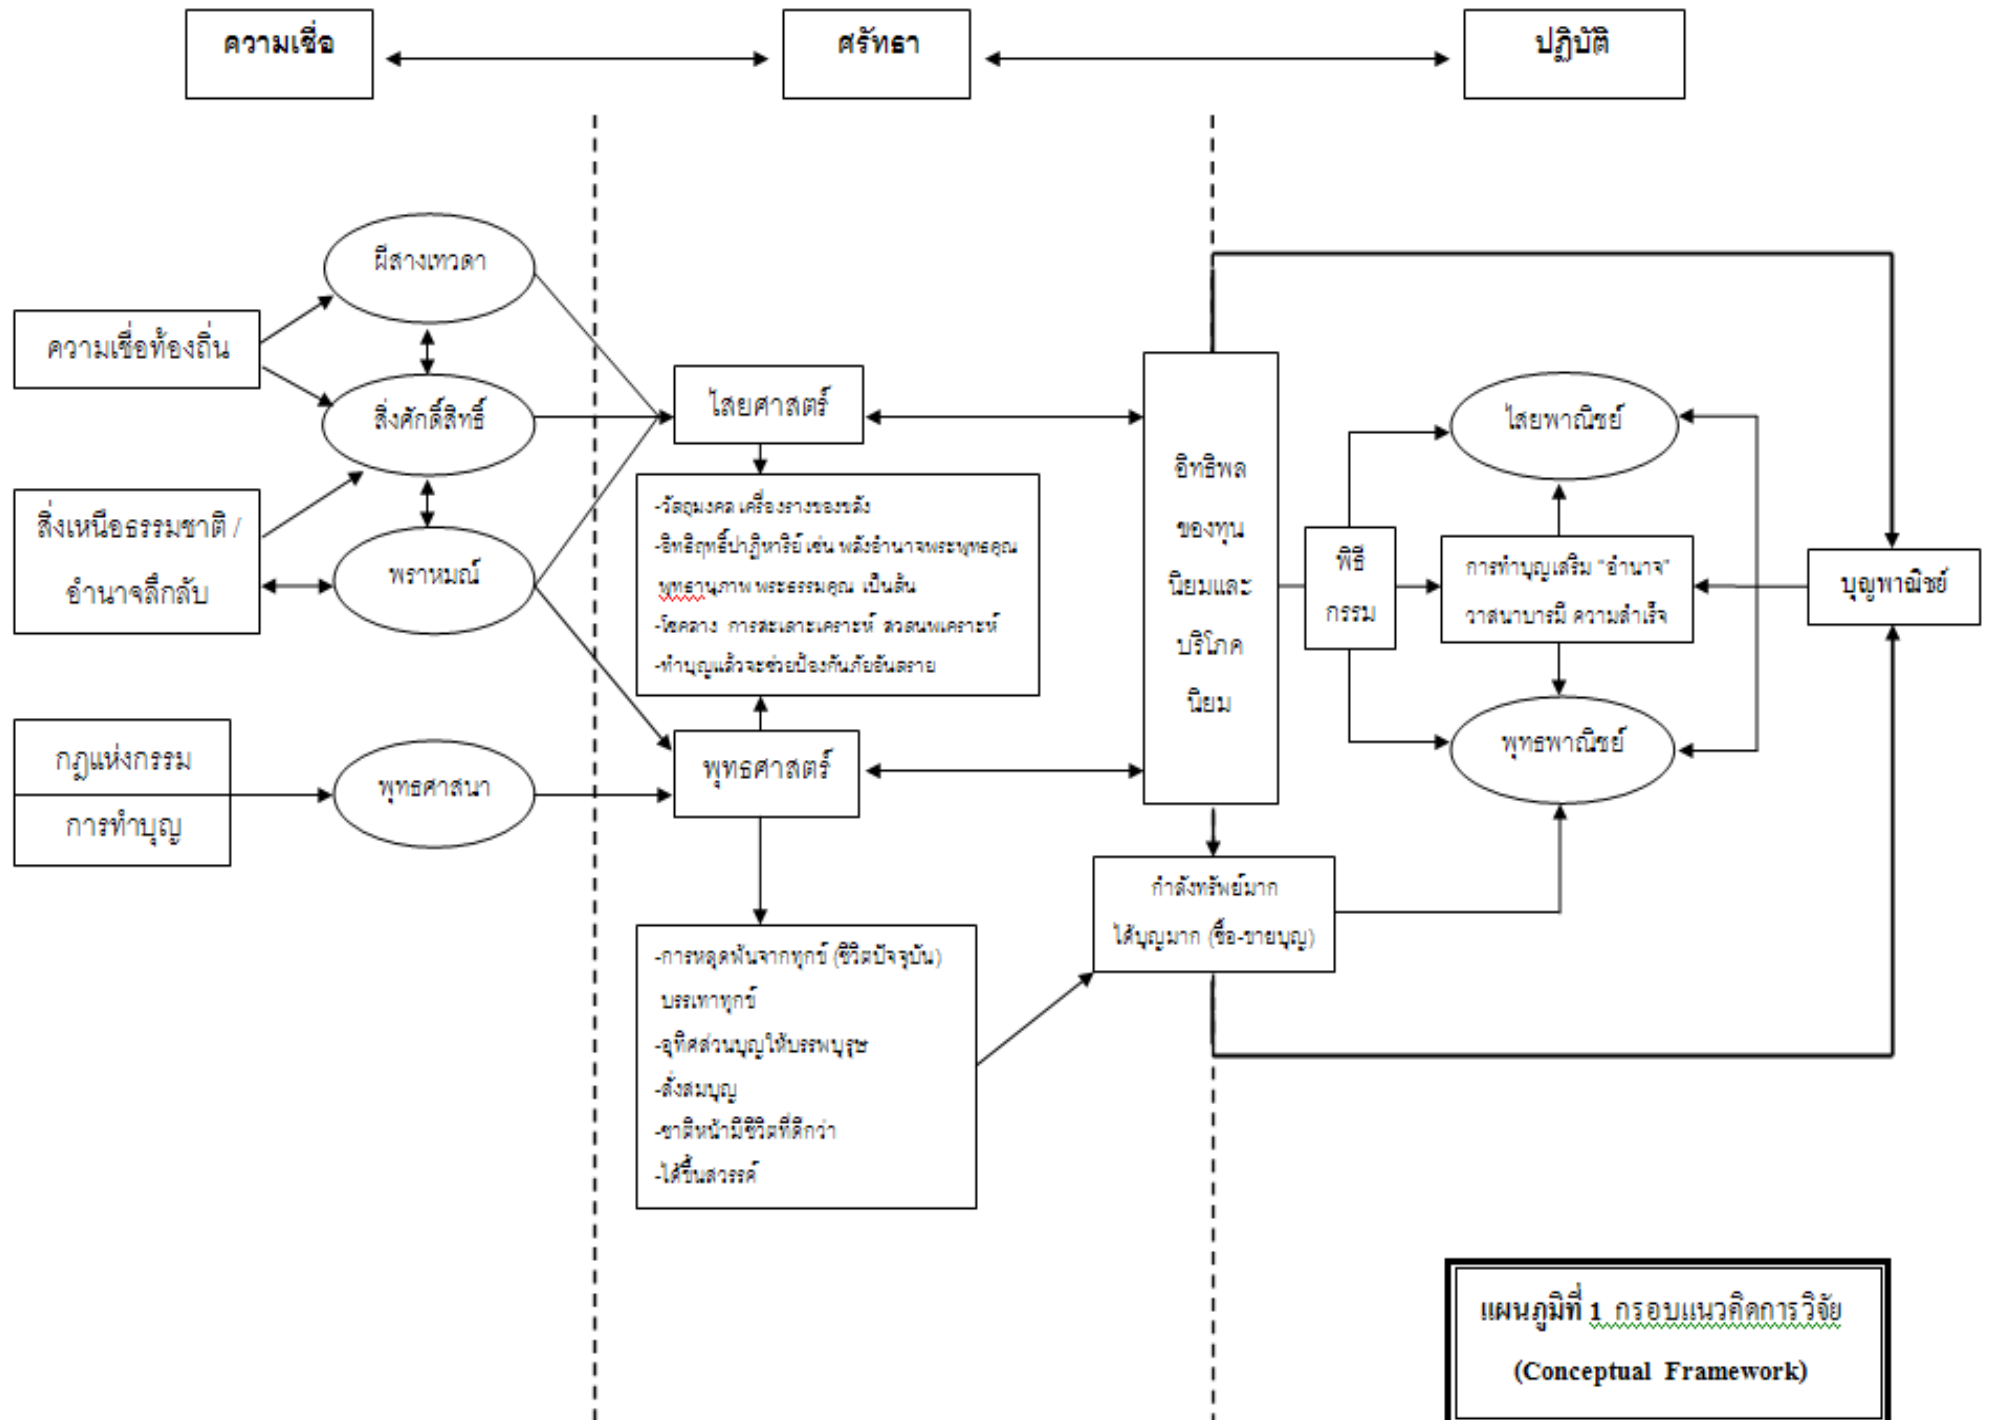 ความเชื่อ
ศรัทธา
ปฏิบัติ
ผีสางเทวดา
ความเชื่อท้องถิ่น
สิ่งศักดิ์สิทธิ์
สิ่งเหนือธรรมชาติ /
อำนาจลึกลับ
พราหมณ์
กฎแห่งกรรม
การทำบุญ
พุทธศาสนา
ไสยศาสตร์
-วัตถุมงคล เครื่องรางของขลัง
-อิทธิฤทธิ์ปาฏิหาริย์ เช่น พลังอำนาจพระพุทธคุณ
พุทธานุภาพ พระธรรมคุณ เป็นต้น
-โชคลาง การสะเดาะเคราะห์ สวดนพเคราะห์
-ทำบุญแล้วจะช่วยป้องกันภัยอันตราย
พุทธศาสตร์
-การหลุดพ้นจากทุกข์ (ชีวิตปัจจุบัน)
บรรเทาทุกข์
-อุทิศส่วนบุญให้บรรพบุรุษ
-สั่งสมบุญ
-ชาติหน้ามีชีวิตที่ดีกว่า
-ได้ขึ้นสวรรค์
อิทธิพล
ของทุน
นิยมและ
บริโภค
นิยม
กำลังทรัพย์มาก
ได้บุญมาก (ซื้อ-ขายบุญ)
พิธี
กรรม
ไสยพาณิชย์
การทำบุญเสริม "อำนาจ"
วาสนาบารมี ความสำเร็จ
พุทธพาณิชย์
บุญพาณิชย์
แผนภูมิที่ 1 กรอบแนวคิดการวิจัย
(Conceptual Framework)